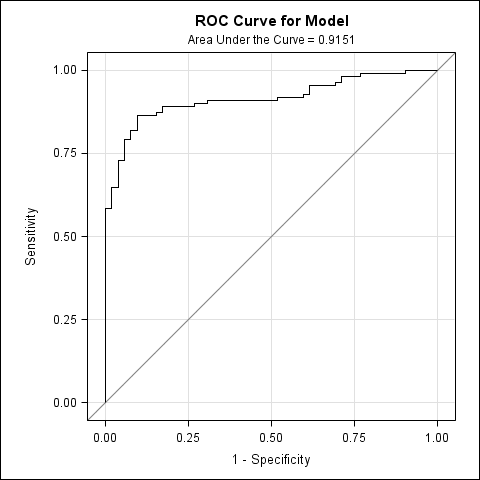 ROC Curve for Model
Area Under the Curve = 0.9151
1.00
0.75
0.50
0.25
0.00
Sensitivity
0.00 0.25 0.50 0.75 1.00
1 - Specificity